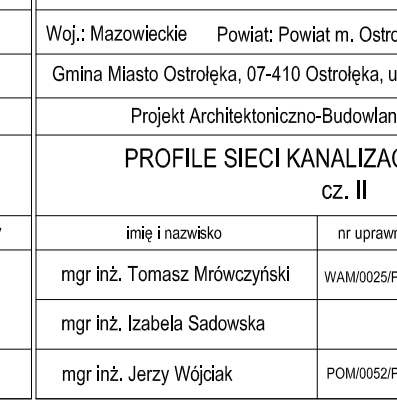 Woj.: Mazowieckie Powiat: Powiat m. Ostro
Gmina Miasto Ostrołęka, 07-410 Ostrołęka, u
Projekt Architektoniczno-Budowlan
PROFILE SIECI KANALIZAC
cz. II
imię i nazwisko nr uprawn
mgr inż. Tomasz Mrówczyński WAM/0025/P
mgr inż. Izabela Sadowska
mgr inż. Jerzy Wójciak POM/0052/P